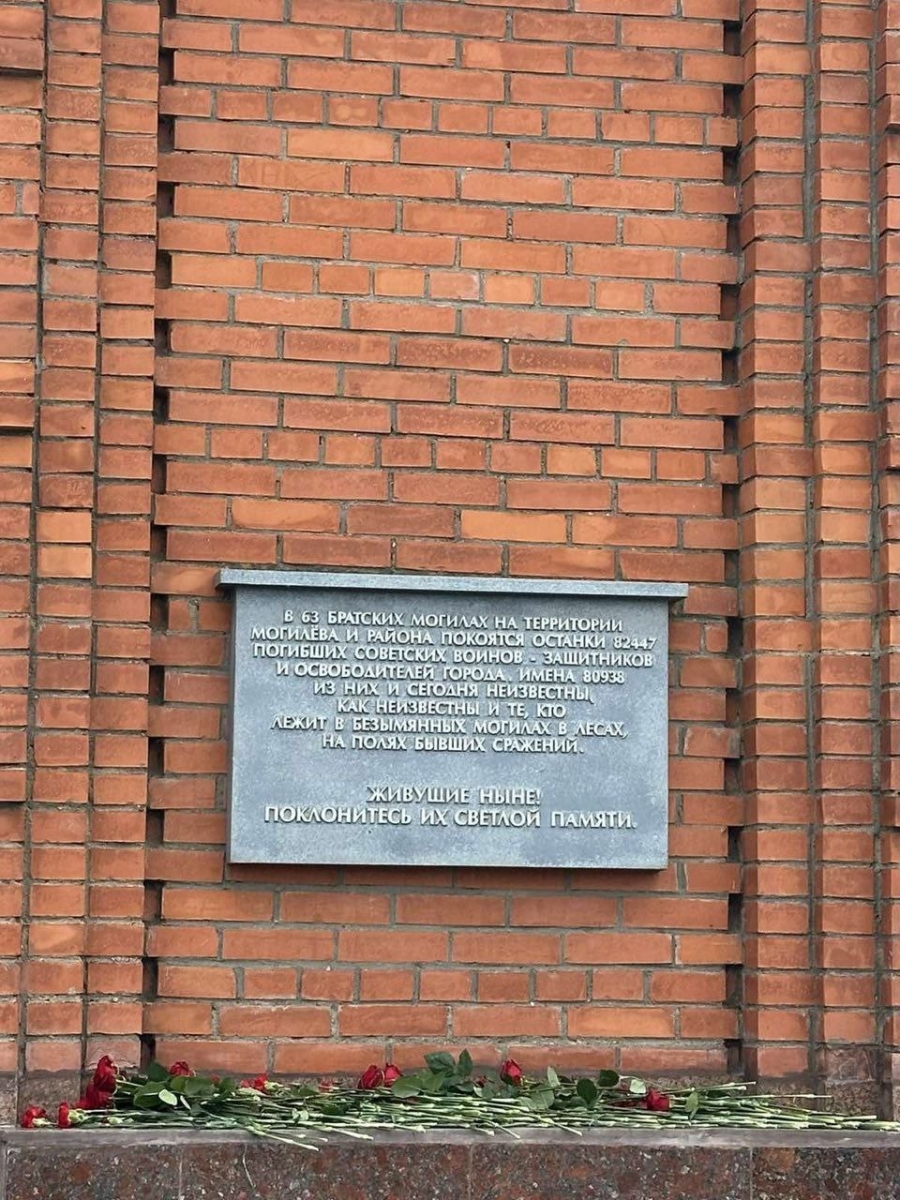 В 63 БРАТСКИХ МОГИЛАХ НА ТЕРРИТОРИИ
МОГИЛЁВА И РАЙОНА ПОКОЯТСЯ ОСТАНКИ 82447
ПОГИБШИХ СОВЕТСКИХ ВОИНОВ - ЗАЩИТНИКОВ
И ОСВОБОДИТЕЛЕЙ ГОРОДА. ИМЕНА 80938
ИЗ НИХ И СЕГОДНЯ НЕИЗВЕСТНЫ,
КАК НЕИЗВЕСТНЫ И ТЕ, КТО
ЛЕЖИТ В БЕЗЫМЯННЫХ МОГИЛАХ В ЛЕСАХ,
НА ПОЛЯХ БЫВШИХ СРАЖЕНИЙ.
ЖИВУЩИЕ НЫНЕ!
ПОКЛОНИТЕСЬ ИХ СВЕТЛОЙ ПАМЯТИ.